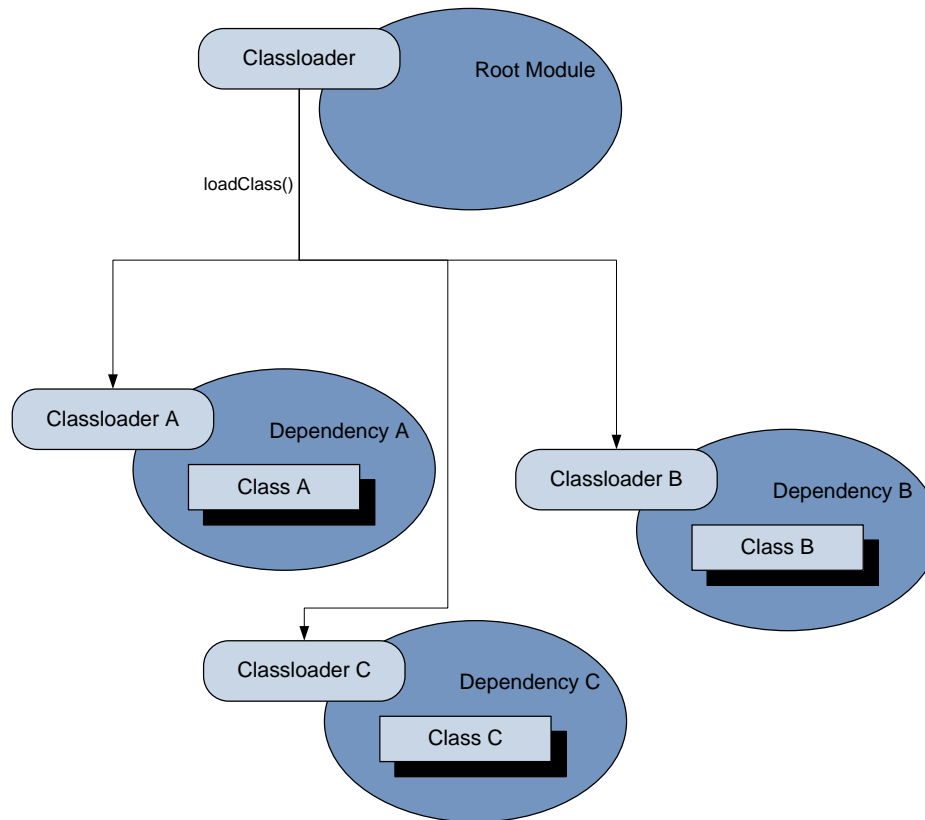 Classloader
Root Module
loadClass()
Classloader A
Dependency A
Class A
Classloader B
Dependency B
Class B
Classloader C
Dependency C
Class C